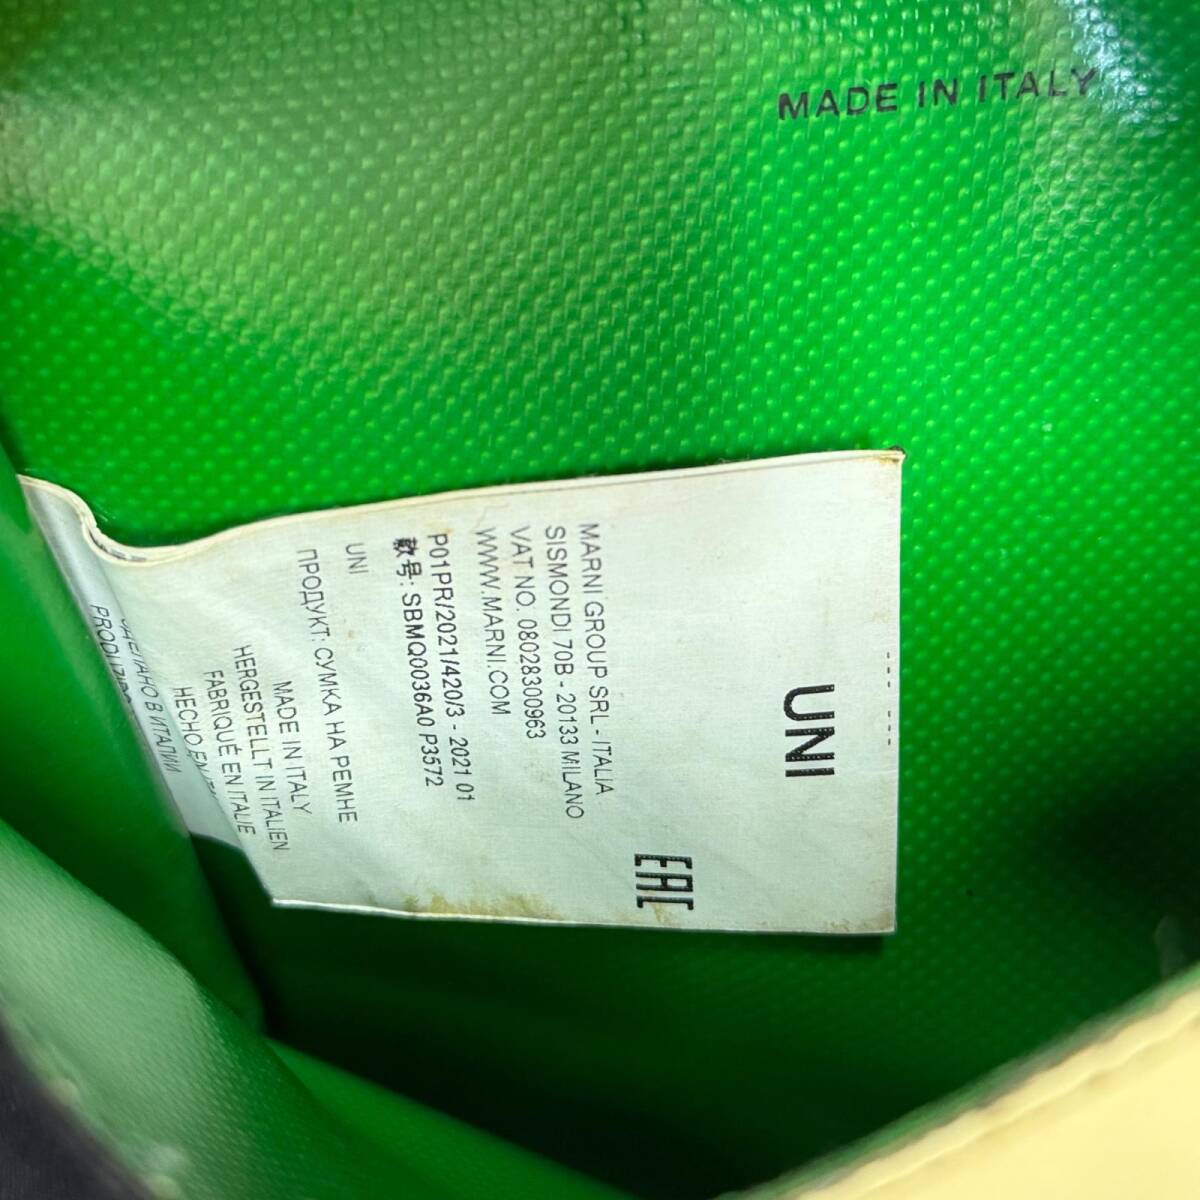 MADE IN ITALY
UNI
EAC
MARNI GROUP SRL - ITALIA
SISMONDI 70B - 20133 MILANO
VAT NO. 08028300963
WWW.MARNI.COM
P01PR/2021/420/3 - 2021 01
款号: SBMQ0036A0 P3572
UNI
ПРОДУКТ: СУМКА НА РЕМНЕ
MADE IN ITALY
HERGESTELLT IN ITALIEN
FABRIQUÉ EN ITALIE
HECHO EN
СДЕЛАНО В ИТАЛИИ